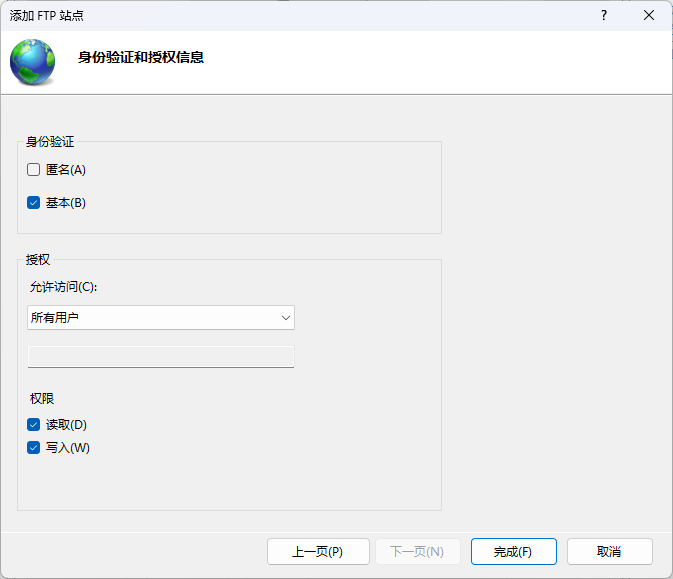 添加 FTP 站点
?
身份验证和授权信息
身份验证
匿名(A)
基本(B)
授权
允许访问(C):
所有用户
权限
读取(D)
写入(W)
上一页(P) 下一页(N) 完成(F) 取消